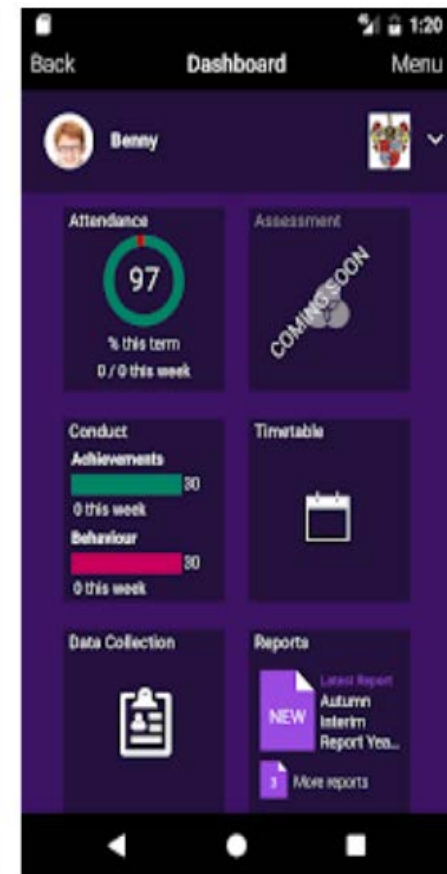 1:20
Back Dashboard Menu
Benny
Attendance
97
% this term
0 / 0 this week
Assessment
COMING SOON
Conduct
Achievements
30
0 this week
Behaviour
30
0 this week
Timetable
Data Collection
Reports
NEW
Latest Report
Autumn
Interim
Report Yea...
3 More reports